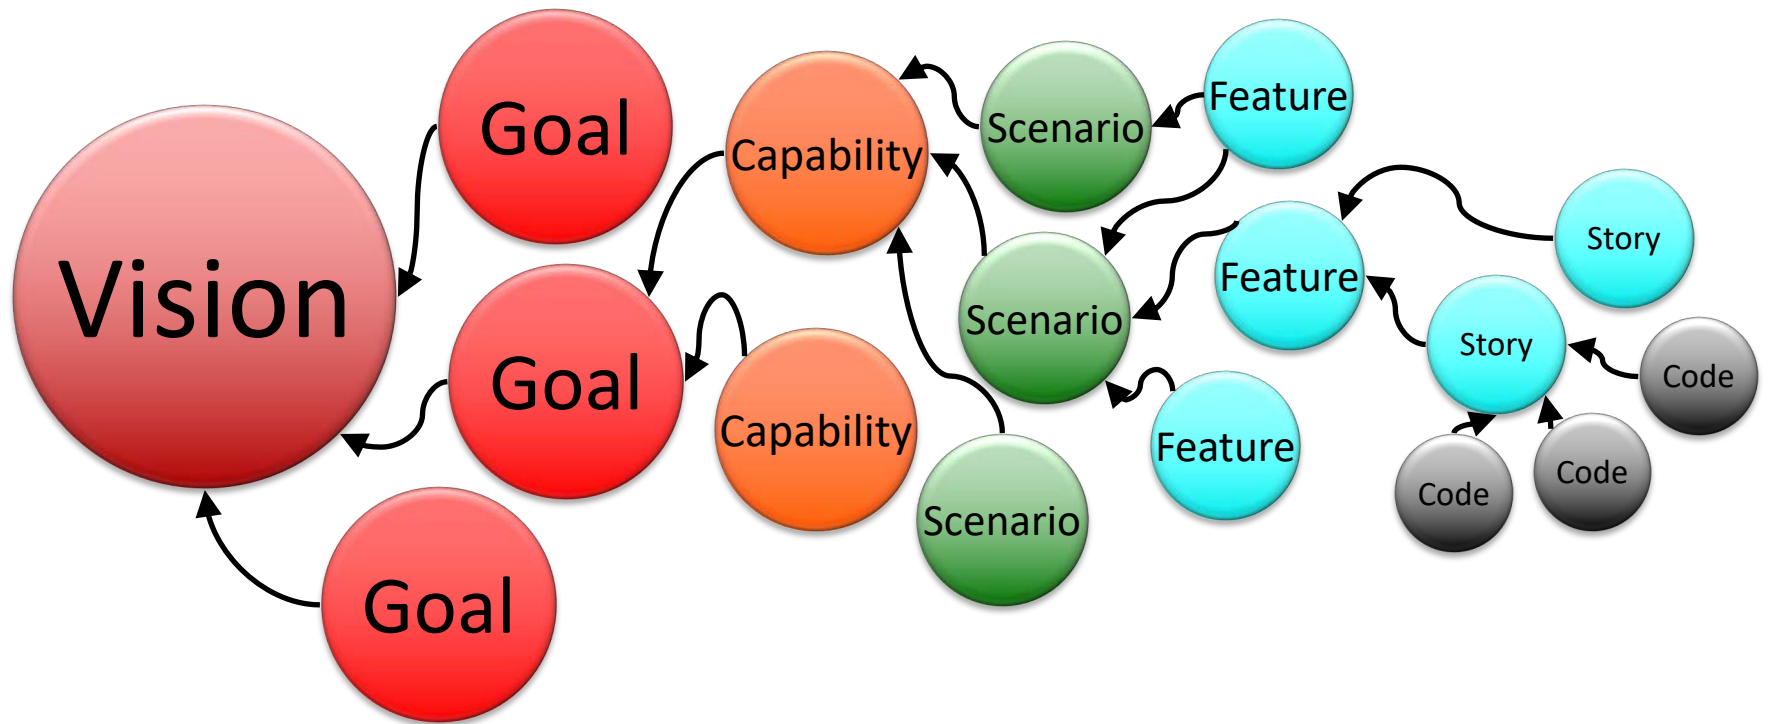 Vision
Goal
Goal
Goal
Capability
Capability
Scenario
Scenario
Scenario
Feature
Feature
Feature
Story
Story
Code
Code
Code